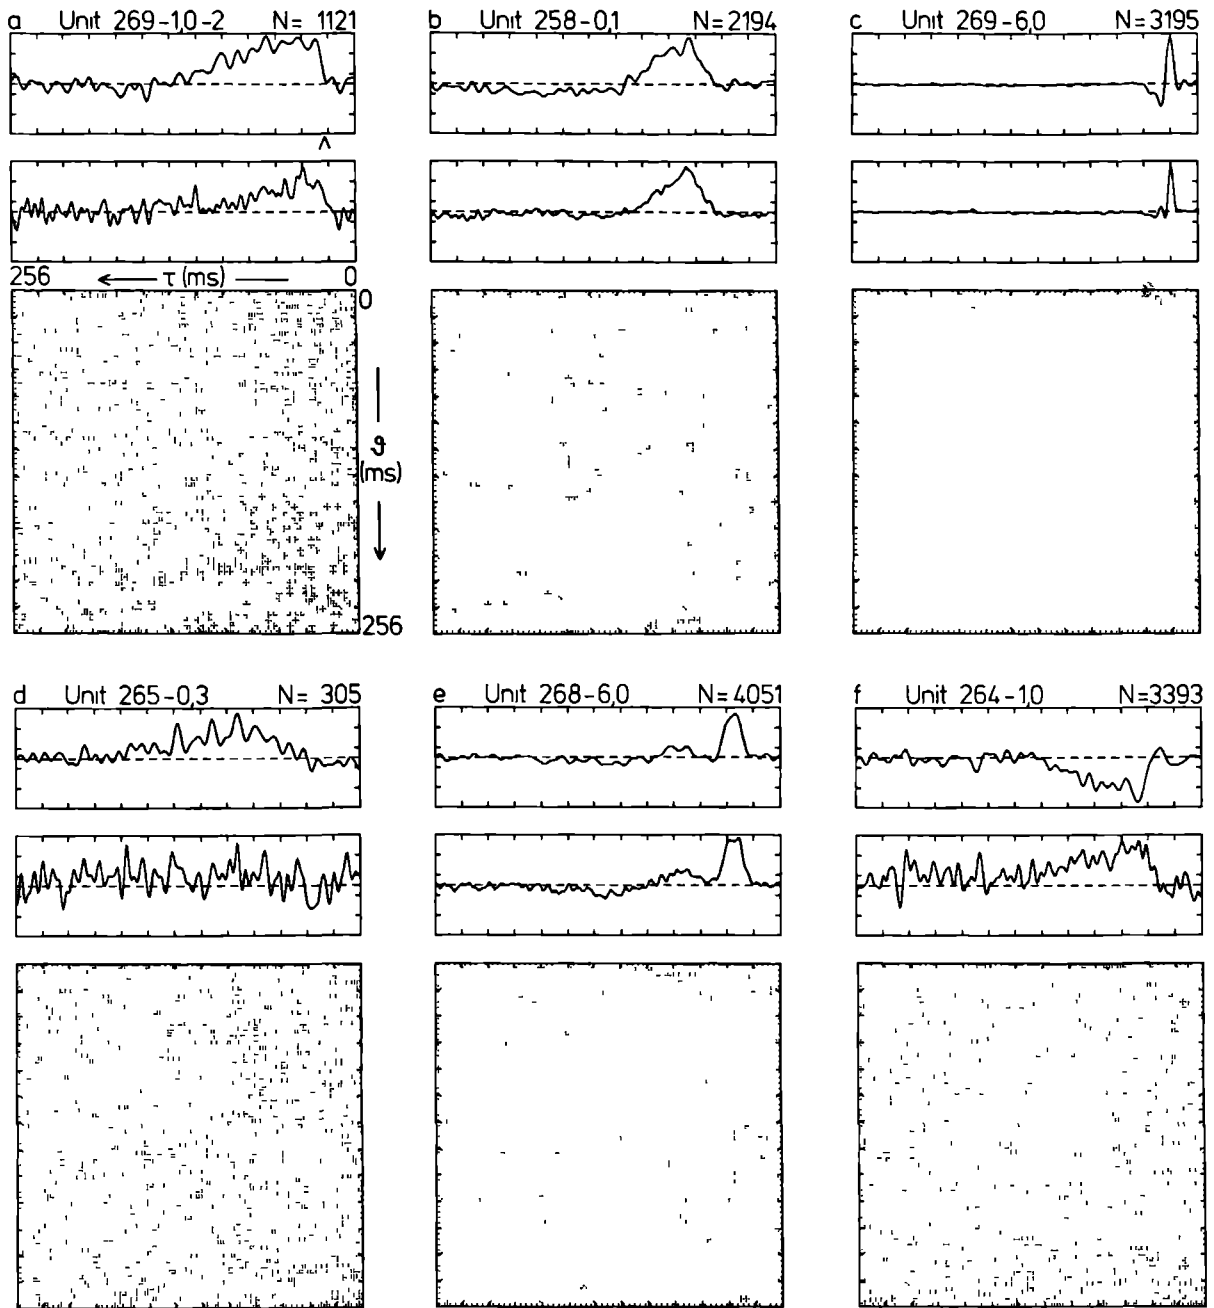 a Unit 269-1,0-2 N= 1121
b Unit 258-0,1 N=2194
c Unit 269-6,0 N=3195
^
256 ← τ (ms) 0
0
ϑ
(ms)
↓
256
d Unit 265-0,3 N= 305
e Unit 268-6,0 N=4051
f Unit 264-1,0 N=3393